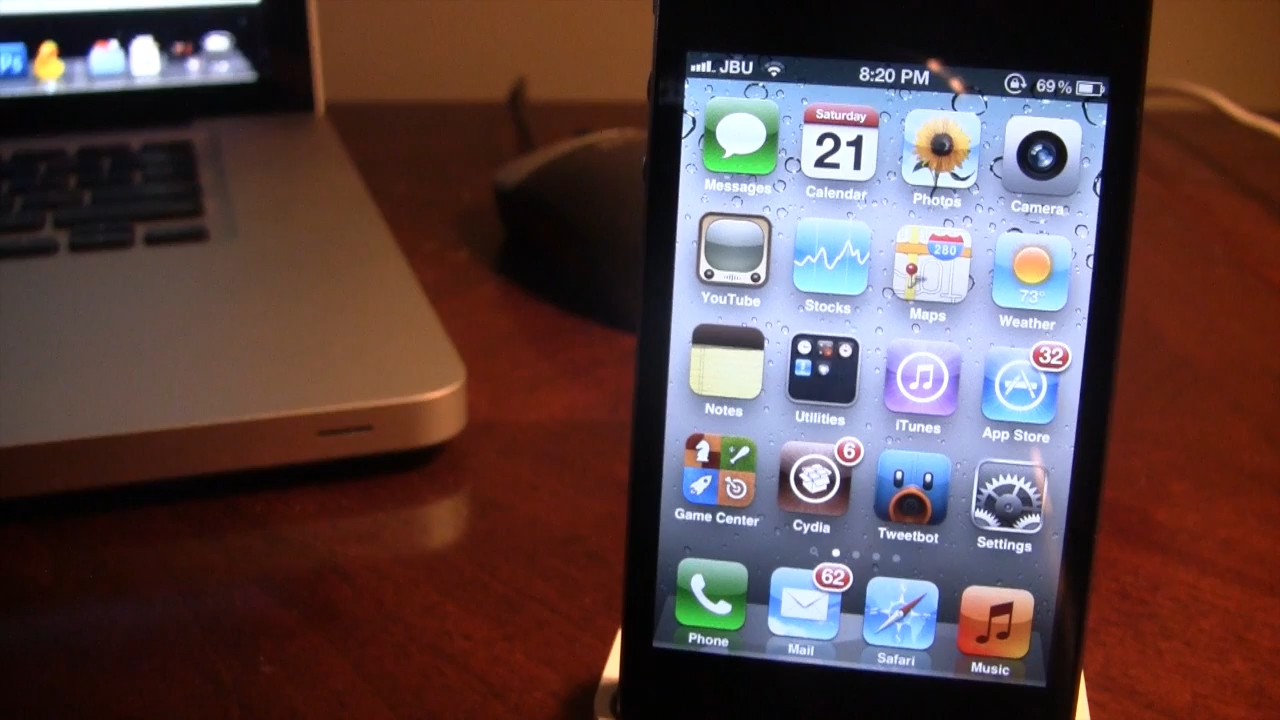 Ps
JBU 8:20 PM 69%
Saturday
21
Messages Calendar Photos Camera
280
73°
YouTube Stocks Maps Weather
32
Notes Utilities iTunes App Store
6
Game Center Cydia Tweetbot Settings
62
Phone Mail Safari Music